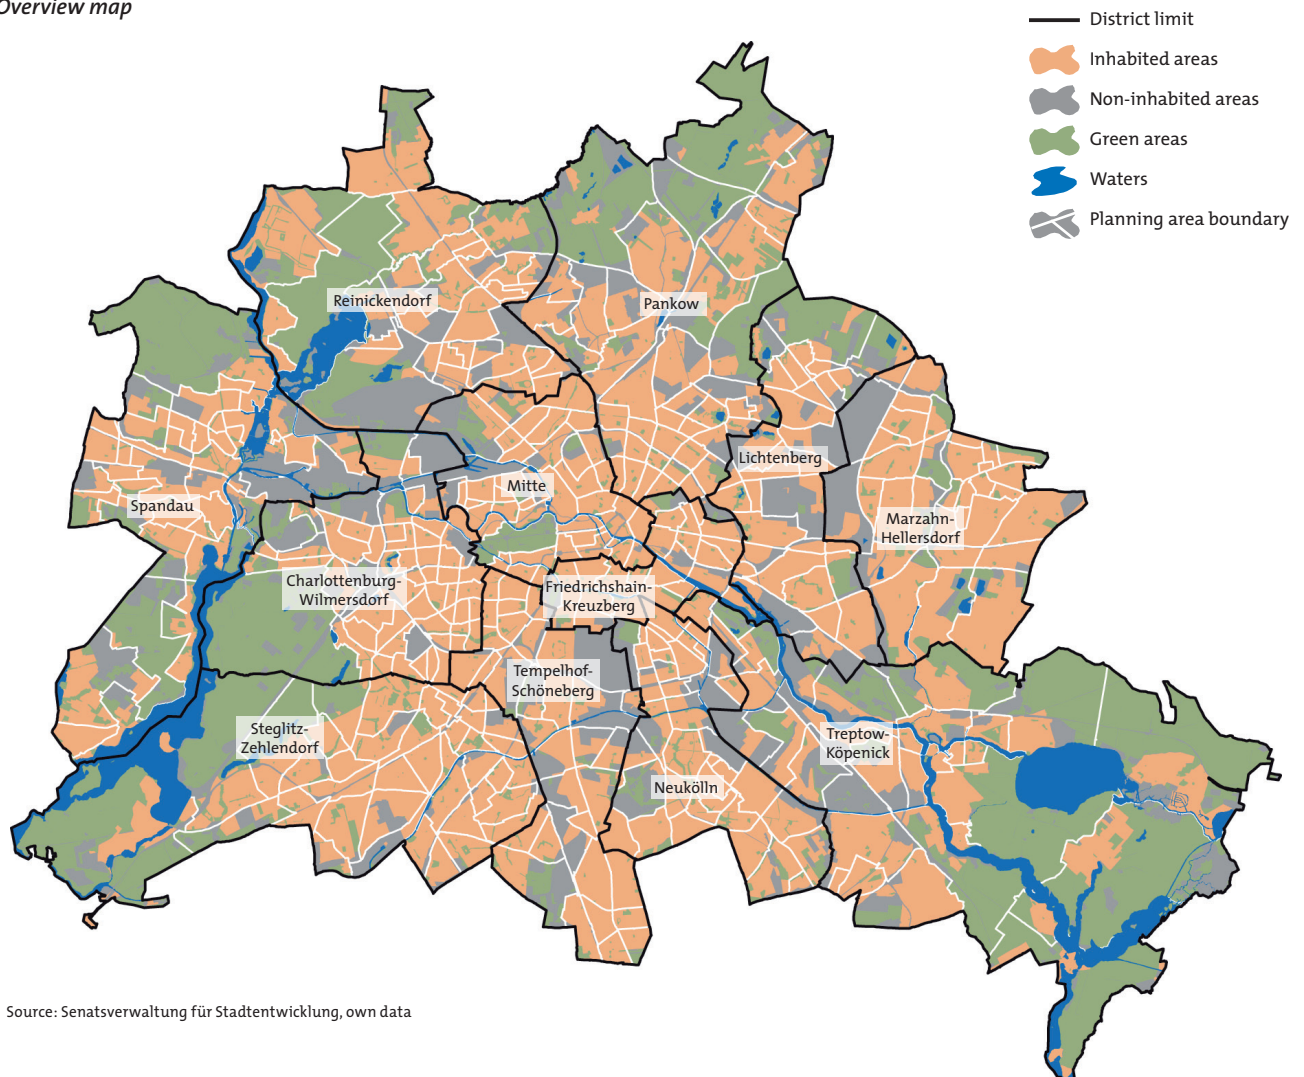 Overview map
District limit
Inhabited areas
Non-inhabited areas
Green areas
Waters
Planning area boundary
Reinickendorf
Pankow
Lichtenberg
Mitte
Spandau
Marzahn-
Hellersdorf
Charlottenburg-
Wilmersdorf
Friedrichshain-
Kreuzberg
Tempelhof-
Schöneberg
Steglitz-
Zehlendorf
Treptow-
Köpenick
Neukölln
Source: Senatsverwaltung für Stadtentwicklung, own data